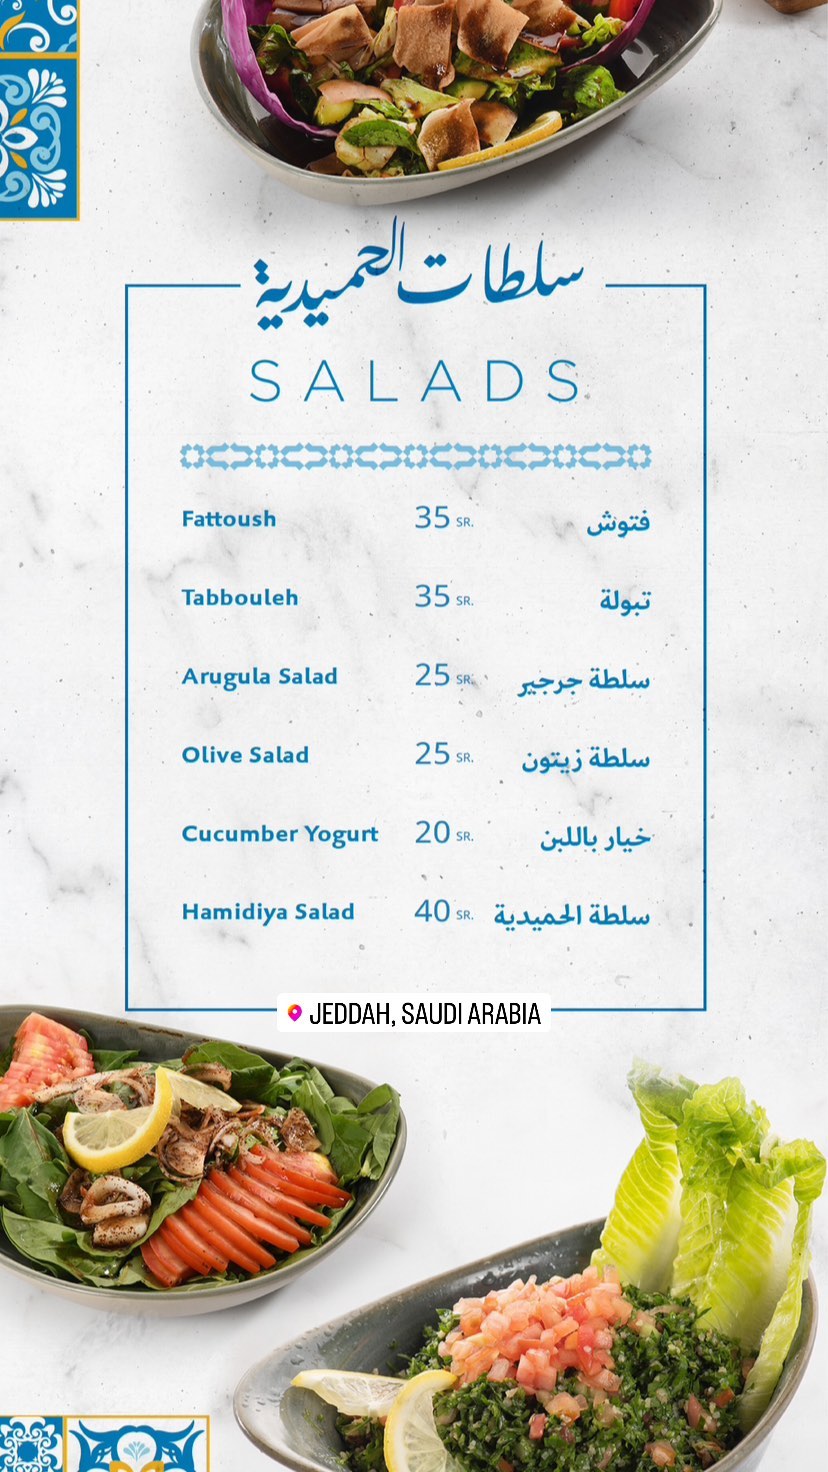 سلطات الحميدية
SALADS
Fattoush 35 SR. فتوش
Tabbouleh 35 SR. تبولة
Arugula Salad 25 SR. سلطة جرجير
Olive Salad 25 SR. سلطة زيتون
Cucumber Yogurt 20 SR. خيار باللبن
Hamidiya Salad 40 SR. سلطة الحميدية
JEDDAH, SAUDI ARABIA